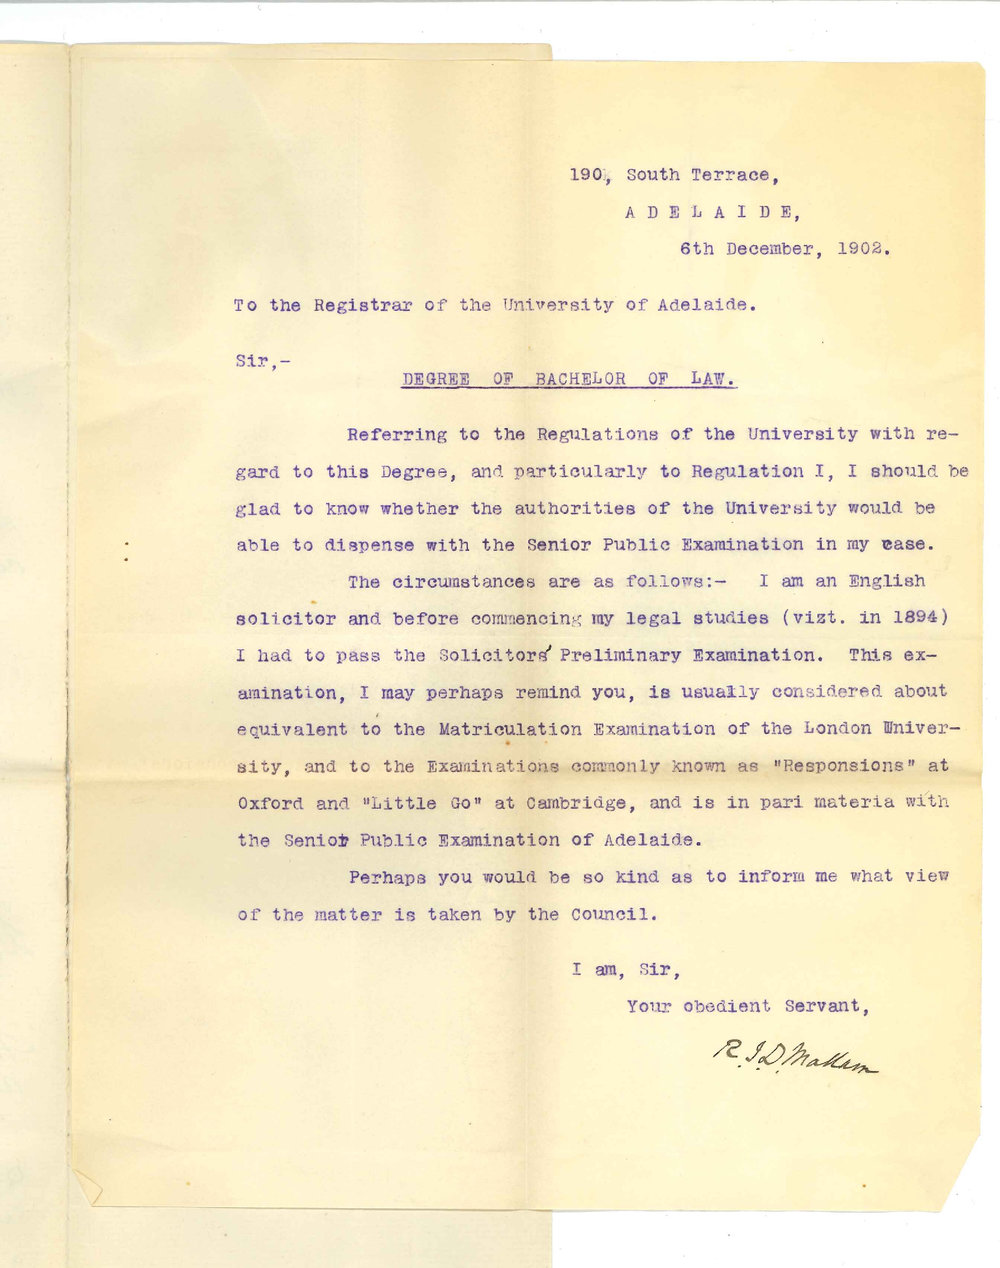 190, South Terrace,
A D E L A I D E,
6th December, 1902.
To the Registrar of the University of Adelaide.
Sir,-
DEGREE OF BACHELOR OF LAW.
Referring to the Regulations of the University with re-
gard to this Degree, and particularly to Regulation I, I should be
glad to know whether the authorities of the University would be
able to dispense with the Senior Public Examination in my case.
The circumstances are as follows:- I am an English
solicitor and before commencing my legal studies (vizt. in 1894)
I had to pass the Solicitors' Preliminary Examination. This ex-
amination, I may perhaps remind you, is usually considered about
equivalent to the Matriculation Examination of the London Univer-
sity, and to the Examinations commonly known as "Responsions" at
Oxford and "Little Go" at Cambridge, and is in pari materia with
the Senior Public Examination of Adelaide.
Perhaps you would be so kind as to inform me what view
of the matter is taken by the Council.
I am, Sir,
Your obedient Servant,
R.I.D. Mallam